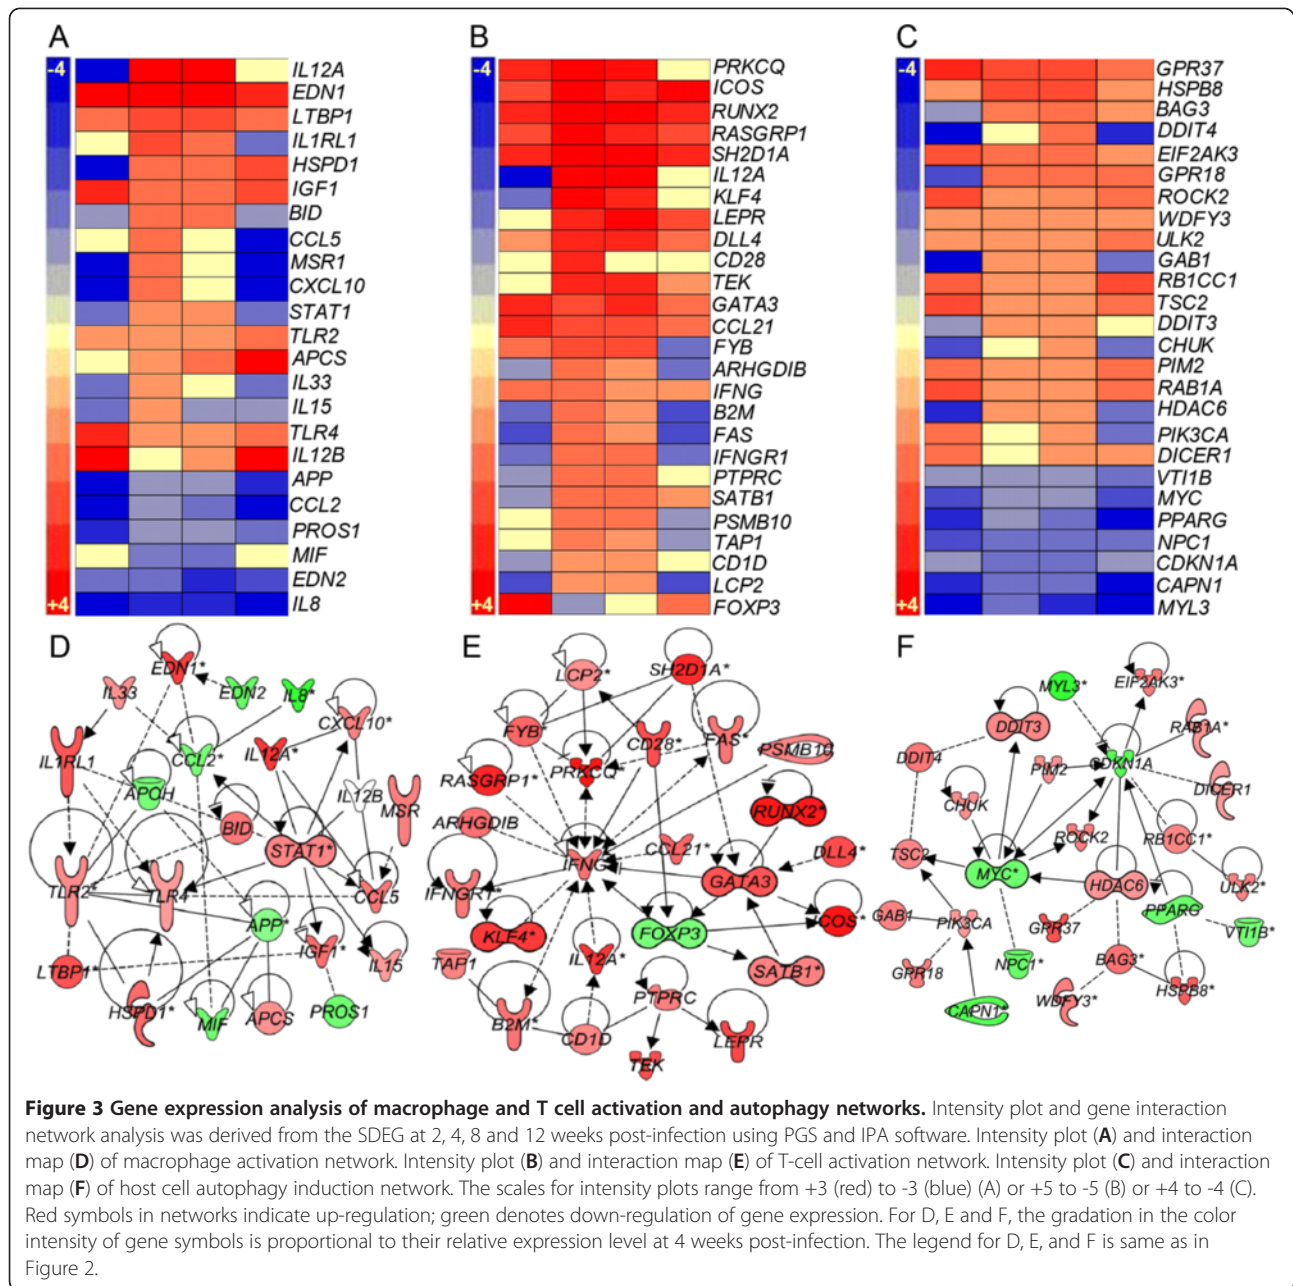 A
B
C
-4
+4
IL12A
EDN1
LTBP1
IL1RL1
HSPD1
IGF1
BID
CCL5
MSR1
CXCL10
STAT1
TLR2
APCS
IL33
IL15
TLR4
IL12B
APP
CCL2
PROS1
MIF
EDN2
IL8
-4
+4
PRKCQ
ICOS
RUNX2
RASGRP1
SH2D1A
IL12A
KLF4
LEPR
DLL4
CD28
TEK
GATA3
CCL21
FYB
ARHGDIB
IFNG
B2M
FAS
IFNGR1
PTPRC
SATB1
PSMB10
TAP1
CD1D
LCP2
FOXP3
-4
+4
GPR37
HSPB8
BAG3
DDIT4
EIF2AK3
GPR18
ROCK2
WDFY3
ULK2
GAB1
RB1CC1
TSC2
DDIT3
CHUK
PIM2
RAB1A
HDAC6
PIK3CA
DICER1
VTI1B
MYC
PPARG
NPC1
CDKN1A
CAPN1
MYL3
D
EDN1*
IL33
EDN2
IL8*
CXCL10*
IL1RL1
CCL2*
IL12A*
APOH
IL12B
MSR
BID
STAT1*
TLR2*
TLR4
CCL5
APP*
IGF1*
IL15
LTBP1*
HSPD1*
MIF
APCS
PROS1
E
LCP2*
SH2D1A*
FYB*
CD28*
FAS*
PSMB10
RASGRP1*
PRKCQ*
RUNX2*
ARHGDIB
IFNG
CCL21*
DLL4*
IFNGR1*
GATA3
KLF4*
FOXP3
COS*
TAP1
IL12A*
SATB1*
B2M*
CD1D
PTPRC
LEPR
TEK
F
MYL3*
EIF2AK3*
DDIT3
RAB1A*
DDIT4
PIM2
CDKN1A
CHUK
DICER1
TSC2
ROCK2
RB1CC1*
MYC*
HDAC6
ULK2*
GAB1
PIK3CA
GPR37
PPARG
VTI1B*
GPR18
NPC1*
BAG3*
WDFY3*
HSPB8*
CAPN1*
Figure 3 Gene expression analysis of macrophage and T cell activation and autophagy networks. Intensity plot and gene interaction
network analysis was derived from the SDEG at 2, 4, 8 and 12 weeks post-infection using PGS and IPA software. Intensity plot (A) and interaction
map (D) of macrophage activation network. Intensity plot (B) and interaction map (E) of T-cell activation network. Intensity plot (C) and interaction
map (F) of host cell autophagy induction network. The scales for intensity plots range from +3 (red) to -3 (blue) (A) or +5 to -5 (B) or +4 to -4 (C).
Red symbols in networks indicate up-regulation; green denotes down-regulation of gene expression. For D, E and F, the gradation in the color
intensity of gene symbols is proportional to their relative expression level at 4 weeks post-infection. The legend for D, E, and F is same as in
Figure 2.